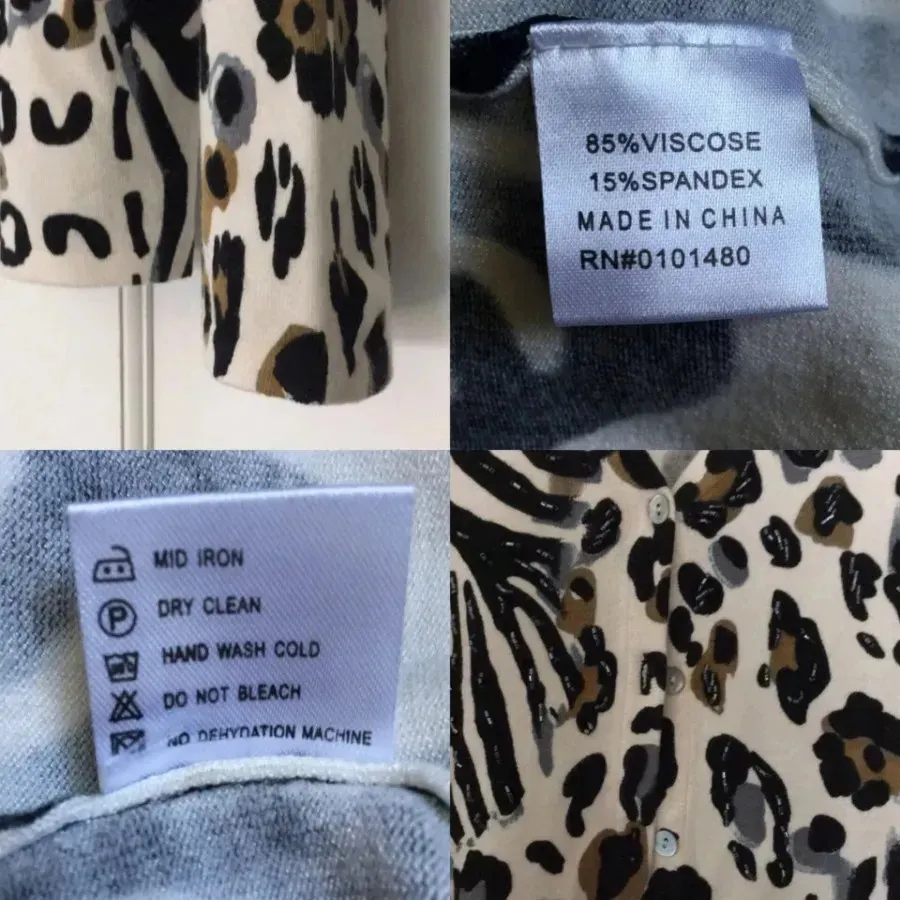 85%VISCOSE
15%SPANDEX
MADE IN CHINA
RN#0101480
MID IRON
P DRY CLEAN
HAND WASH COLD
DO NOT BLEACH
NO DEHYDATION MACHINE